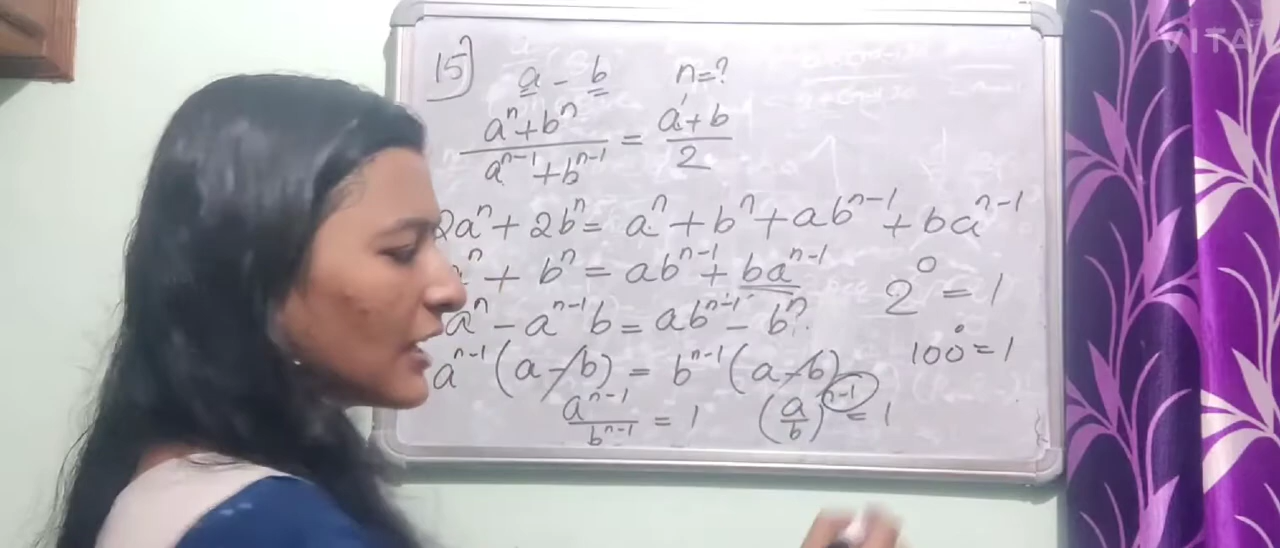 15] a - b n=?
aⁿ+bⁿ / aⁿ⁻¹+bⁿ⁻¹ = a¹+b / 2
2aⁿ + 2bⁿ = aⁿ + bⁿ + abⁿ⁻¹ + baⁿ⁻¹
aⁿ + bⁿ = abⁿ⁻¹ + baⁿ⁻¹ 2⁰ = 1
aⁿ - aⁿ⁻¹b = abⁿ⁻¹ - bⁿ 100⁰ = 1
aⁿ⁻¹ (a-b) = bⁿ⁻¹ (a-b)
aⁿ⁻¹ / bⁿ⁻¹ = 1 (a/b)ⁿ⁻¹ = 1
VITA